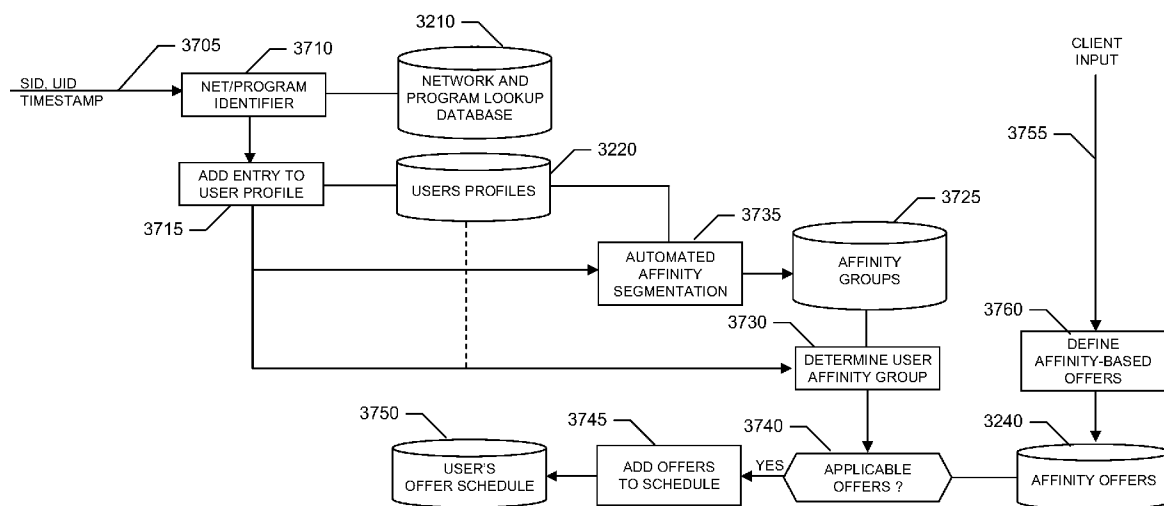 3705
SID, UID
TIMESTAMP
3710
NET/PROGRAM
IDENTIFIER
3210
NETWORK AND
PROGRAM LOOKUP
DATABASE
CLIENT
INPUT
3755
ADD ENTRY TO
USER PROFILE
3715
3220
USERS PROFILES
3735
AUTOMATED
AFFINITY
SEGMENTATION
3725
AFFINITY
GROUPS
3730
DETERMINE USER
AFFINITY GROUP
3760
DEFINE
AFFINITY-BASED
OFFERS
3750
USER'S
OFFER SCHEDULE
3745
ADD OFFERS
TO SCHEDULE
YES
3740
APPLICABLE
OFFERS ?
3240
AFFINITY OFFERS